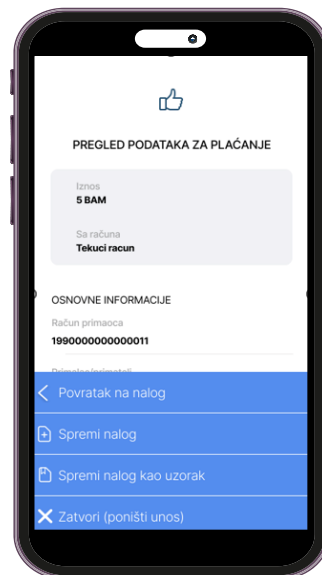 PREGLED PODATAKA ZA PLAĆANJE
Iznos
5 BAM
Sa računa
Tekuci racun
OSNOVNE INFORMACIJE
Račun primaoca
1990000000000011
Povratak na nalog
Spremi nalog
Spremi nalog kao uzorak
Zatvori (poništi unos)